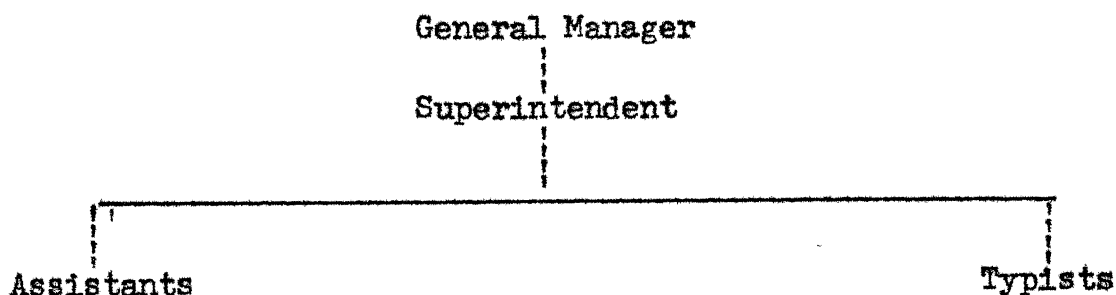 General Manager
Superintendent
Assistants Typists